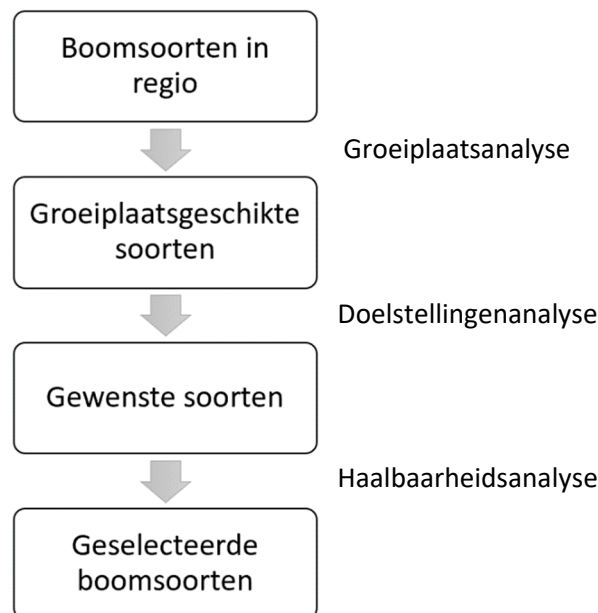 Boomsoorten in
regio
Groeiplaatsanalyse
Groeiplaatsgeschikte
soorten
Doelstellingenanalyse
Gewenste soorten
Haalbaarheidsanalyse
Geselecteerde
boomsoorten